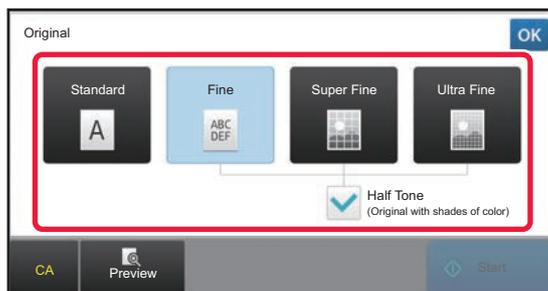 Original
OK
Standard
Fine
Super Fine
Ultra Fine
A
ABC
DEF
Half Tone
(Original with shades of color)
CA
Preview
Start